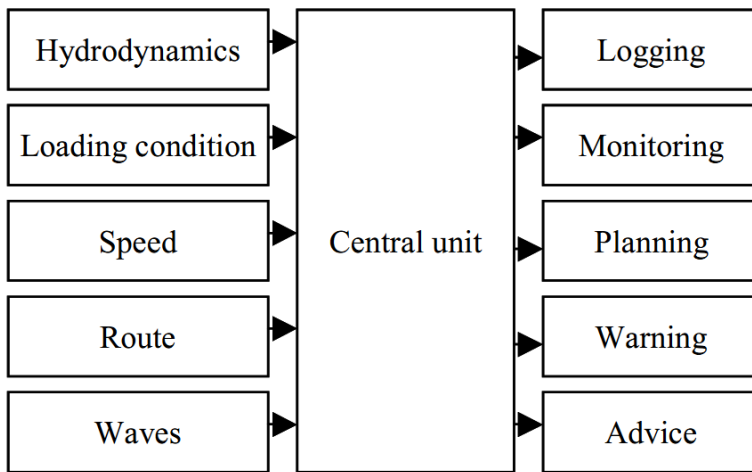 Hydrodynamics
Loading condition
Speed
Route
Waves
Central unit
Logging
Monitoring
Planning
Warning
Advice